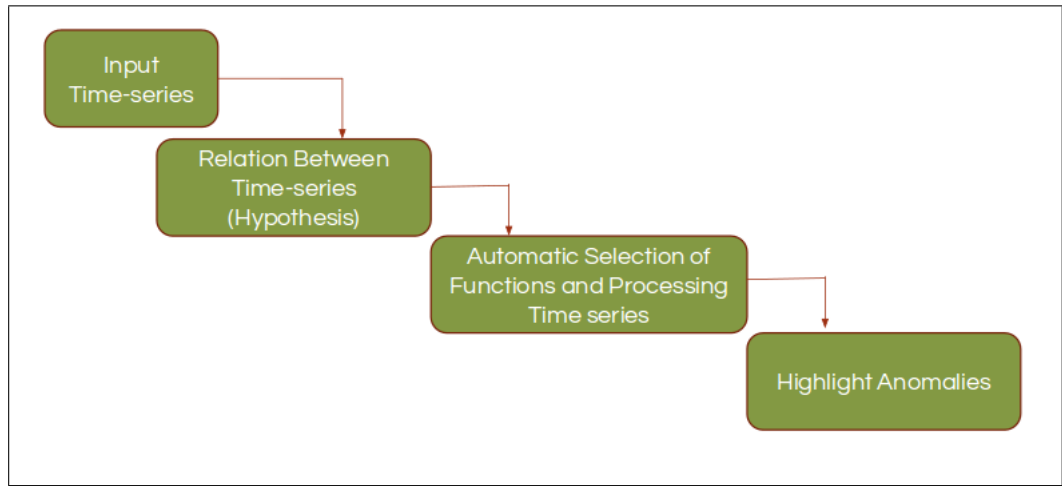 Input
Time-series
Relation Between
Time-series
(Hypothesis)
Automatic Selection of
Functions and Processing
Time series
Highlight Anomalies